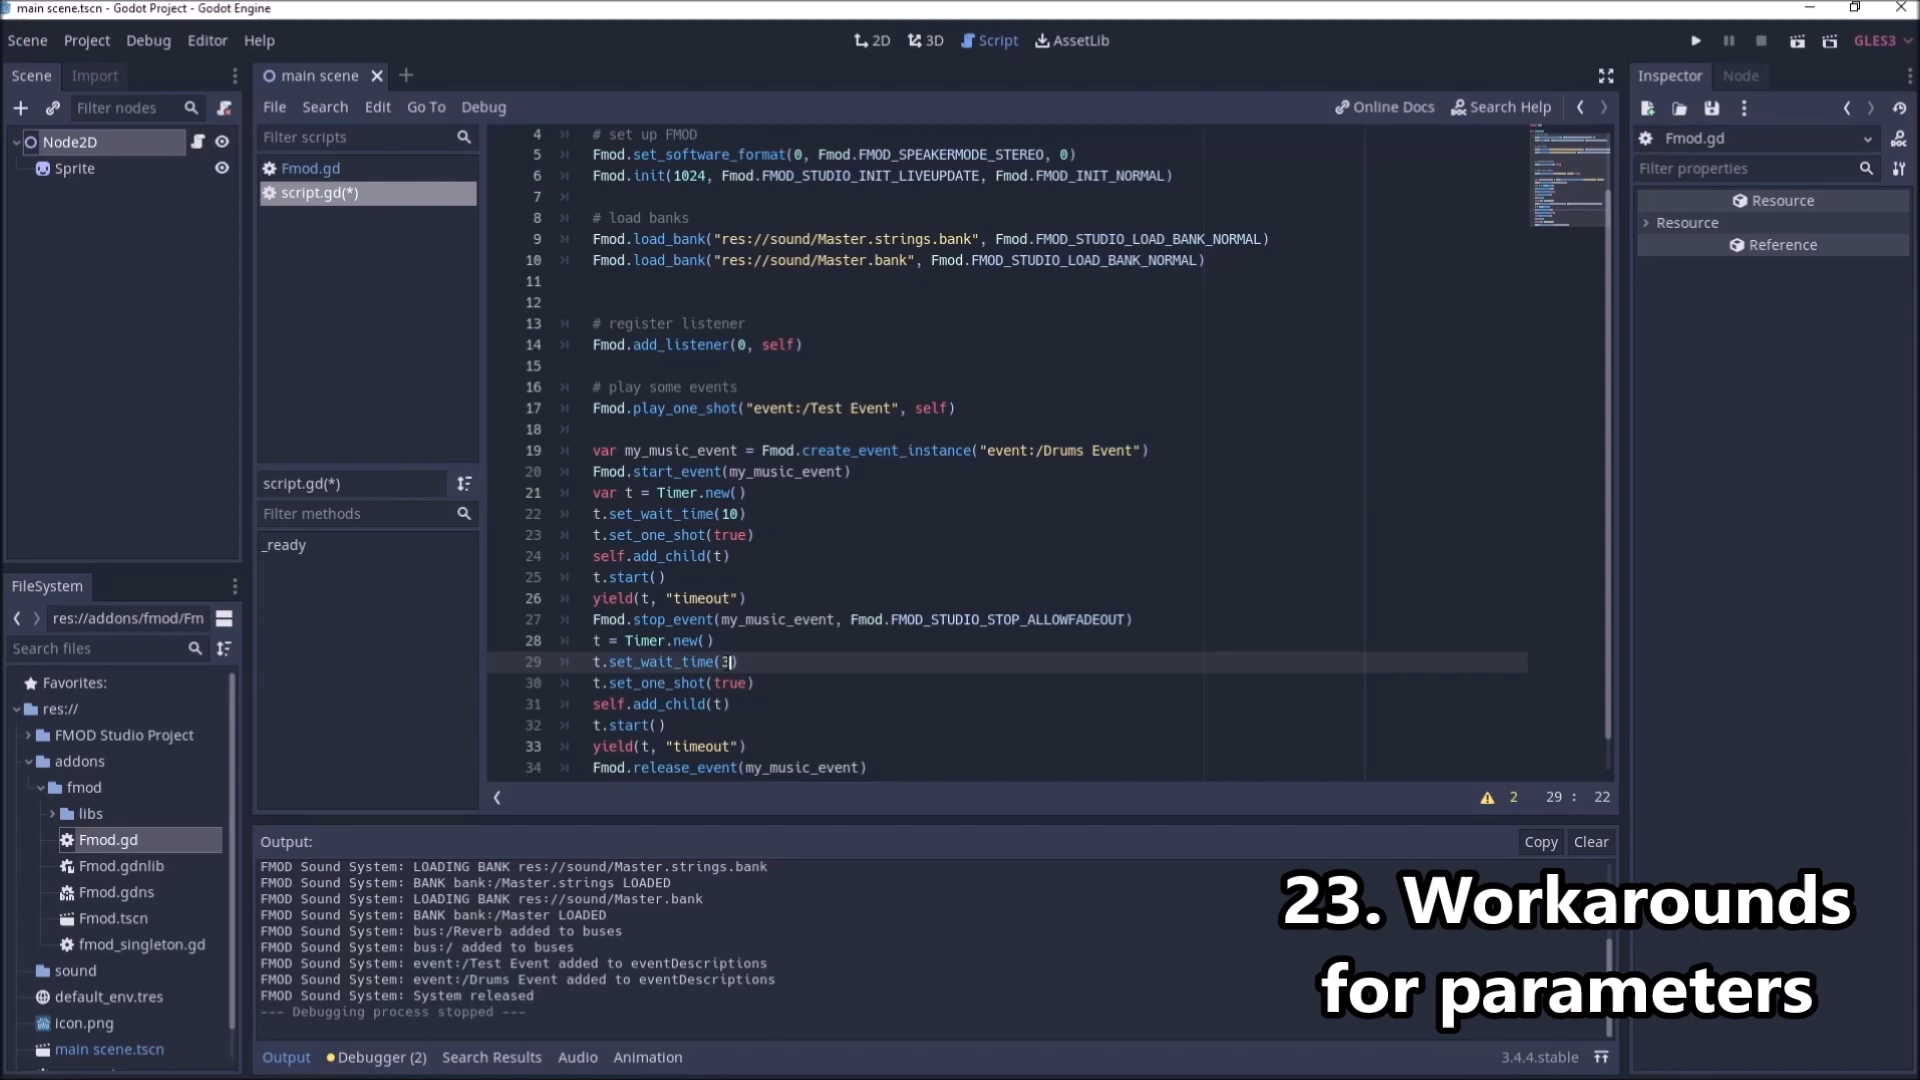 main scene.tscn - Godot Project - Godot Engine
Scene Project Debug Editor Help
2D 3D Script AssetLib
GLES3
Scene Import
main scene
Inspector Node
Filter nodes
File Search Edit Go To Debug
Online Docs Search Help
Node2D
Sprite
Filter scripts
Fmod.gd
script.gd(*)
script.gd(*)
Filter methods
_ready
4 # set up FMOD
5 Fmod.set_software_format(0, Fmod.FMOD_SPEAKERMODE_STEREO, 0)
6 Fmod.init(1024, Fmod.FMOD_STUDIO_INIT_LIVEUPDATE, Fmod.FMOD_INIT_NORMAL)
7
8 # load banks
9 Fmod.load_bank("res://sound/Master.strings.bank", Fmod.FMOD_STUDIO_LOAD_BANK_NORMAL)
10 Fmod.load_bank("res://sound/Master.bank", Fmod.FMOD_STUDIO_LOAD_BANK_NORMAL)
11
12
13 # register listener
14 Fmod.add_listener(0, self)
15
16 # play some events
17 Fmod.play_one_shot("event:/Test Event", self)
18
19 var my_music_event = Fmod.create_event_instance("event:/Drums Event")
20 Fmod.start_event(my_music_event)
21 var t = Timer.new()
22 t.set_wait_time(10)
23 t.set_one_shot(true)
24 self.add_child(t)
25 t.start()
26 yield(t, "timeout")
27 Fmod.stop_event(my_music_event, Fmod.FMOD_STUDIO_STOP_ALLOWFADEOUT)
28 t = Timer.new()
29 t.set_wait_time(3)
30 t.set_one_shot(true)
31 self.add_child(t)
32 t.start()
33 yield(t, "timeout")
34 Fmod.release_event(my_music_event)
2 29 : 22
Fmod.gd
Filter properties
Resource
Resource
Reference
FileSystem
res://addons/fmod/Fm
Search files
Favorites:
res://
FMOD Studio Project
addons
fmod
libs
Fmod.gd
Fmod.gdnlib
Fmod.gdns
Fmod.tscn
fmod_singleton.gd
sound
default_env.tres
icon.png
main scene.tscn
Output:
Copy Clear
FMOD Sound System: LOADING BANK res://sound/Master.strings.bank
FMOD Sound System: BANK bank:/Master.strings LOADED
FMOD Sound System: LOADING BANK res://sound/Master.bank
FMOD Sound System: BANK bank:/Master LOADED
FMOD Sound System: bus:/Reverb added to buses
FMOD Sound System: bus:/ added to buses
FMOD Sound System: event:/Test Event added to eventDescriptions
FMOD Sound System: event:/Drums Event added to eventDescriptions
FMOD Sound System: System released
--- Debugging process stopped ---
Output Debugger (2) Search Results Audio Animation
3.4.4.stable
23. Workarounds
for parameters